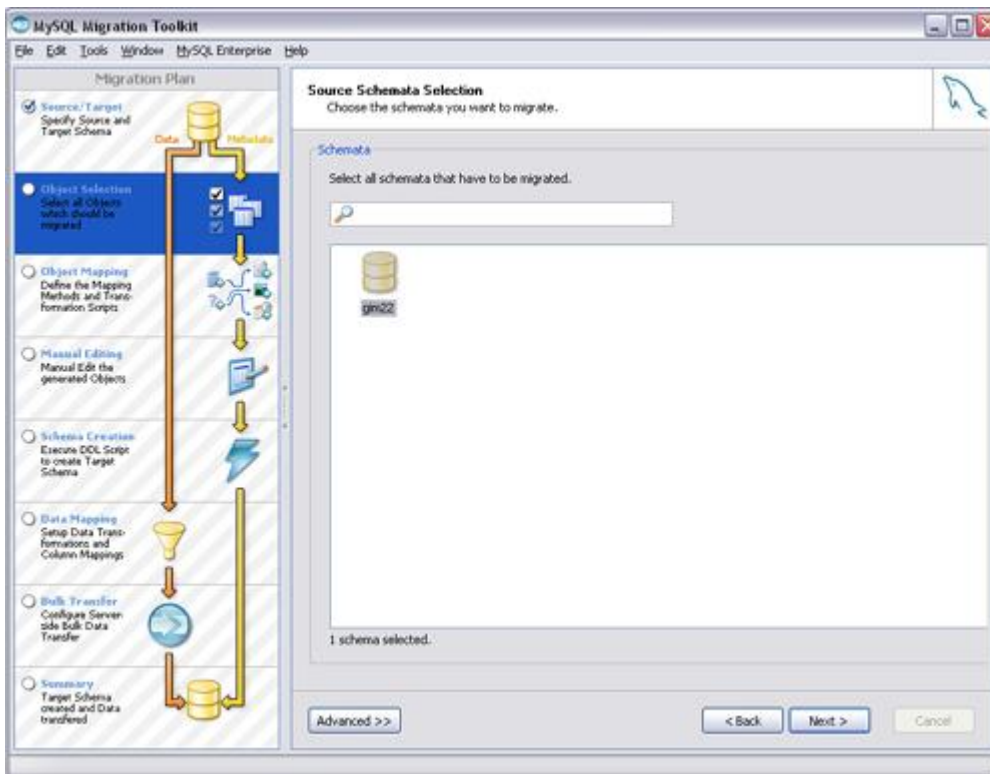 MySQL Migration Toolkit
File Edit Tools Window MySQL Enterprise Help
Migration Plan
Source/Target
Specify Source and
Target Schema
Data
Metadata
Object Selection
Select all Objects
which should be
migrated
Object Mapping
Define the Mapping
Methods and Trans-
formation Scripts
Manual Editing
Manual Edit the
generated Objects
Schema Creation
Execute DDL Script
to create Target
Schema
Data Mapping
Setup Data Trans-
formations and
Column Mappings
Bulk Transfer
Configure Server-
side Bulk Data
Transfer
Summary
Target Schema
created and Data
transfered
Source Schemata Selection
Choose the schemata you want to migrate.
Schemata
Select all schemata that have to be migrated.
gim22
1 schema selected.
Advanced >>
< Back
Next >
Cancel